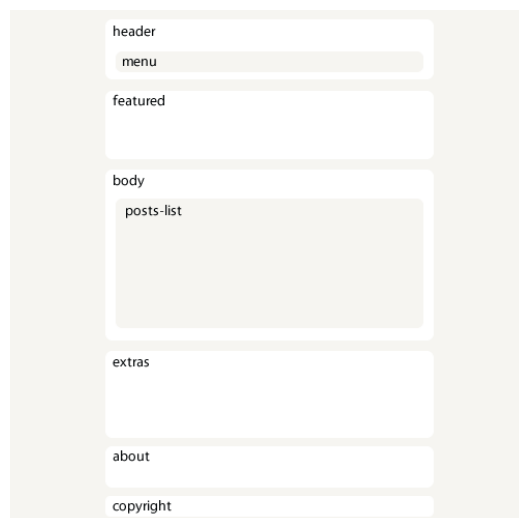 header
menu
featured
body
posts-list
extras
about
copyright